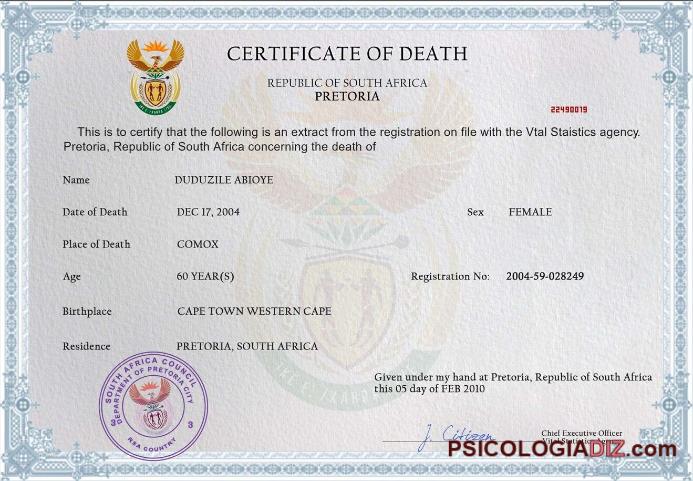 CERTIFICATE OF DEATH
REPUBLIC OF SOUTH AFRICA
PRETORIA
22490019
This is to certify that the following is an extract from the registration on file with the Vtal Staistics agency.
Pretoria, Republic of South Africa concerning the death of
Name DUDUZILE ABIOYE
Date of Death DEC 17, 2004 Sex FEMALE
Place of Death COMOX
Age 60 YEAR(S) Registration No: 2004-59-028249
Birthplace CAPE TOWN WESTERN CAPE
Residence PRETORIA, SOUTH AFRICA
SOUTH AFRICA COUNCIL
DEPARTMENT OF PRETORIA CITY
3 3
RSA COUNTRY
Given under my hand at Pretoria, Republic of South Africa
this 05 day of FEB 2010
J. Citizen
Chief Executive Officer
Vital
PSICOLOGIADIZ.com